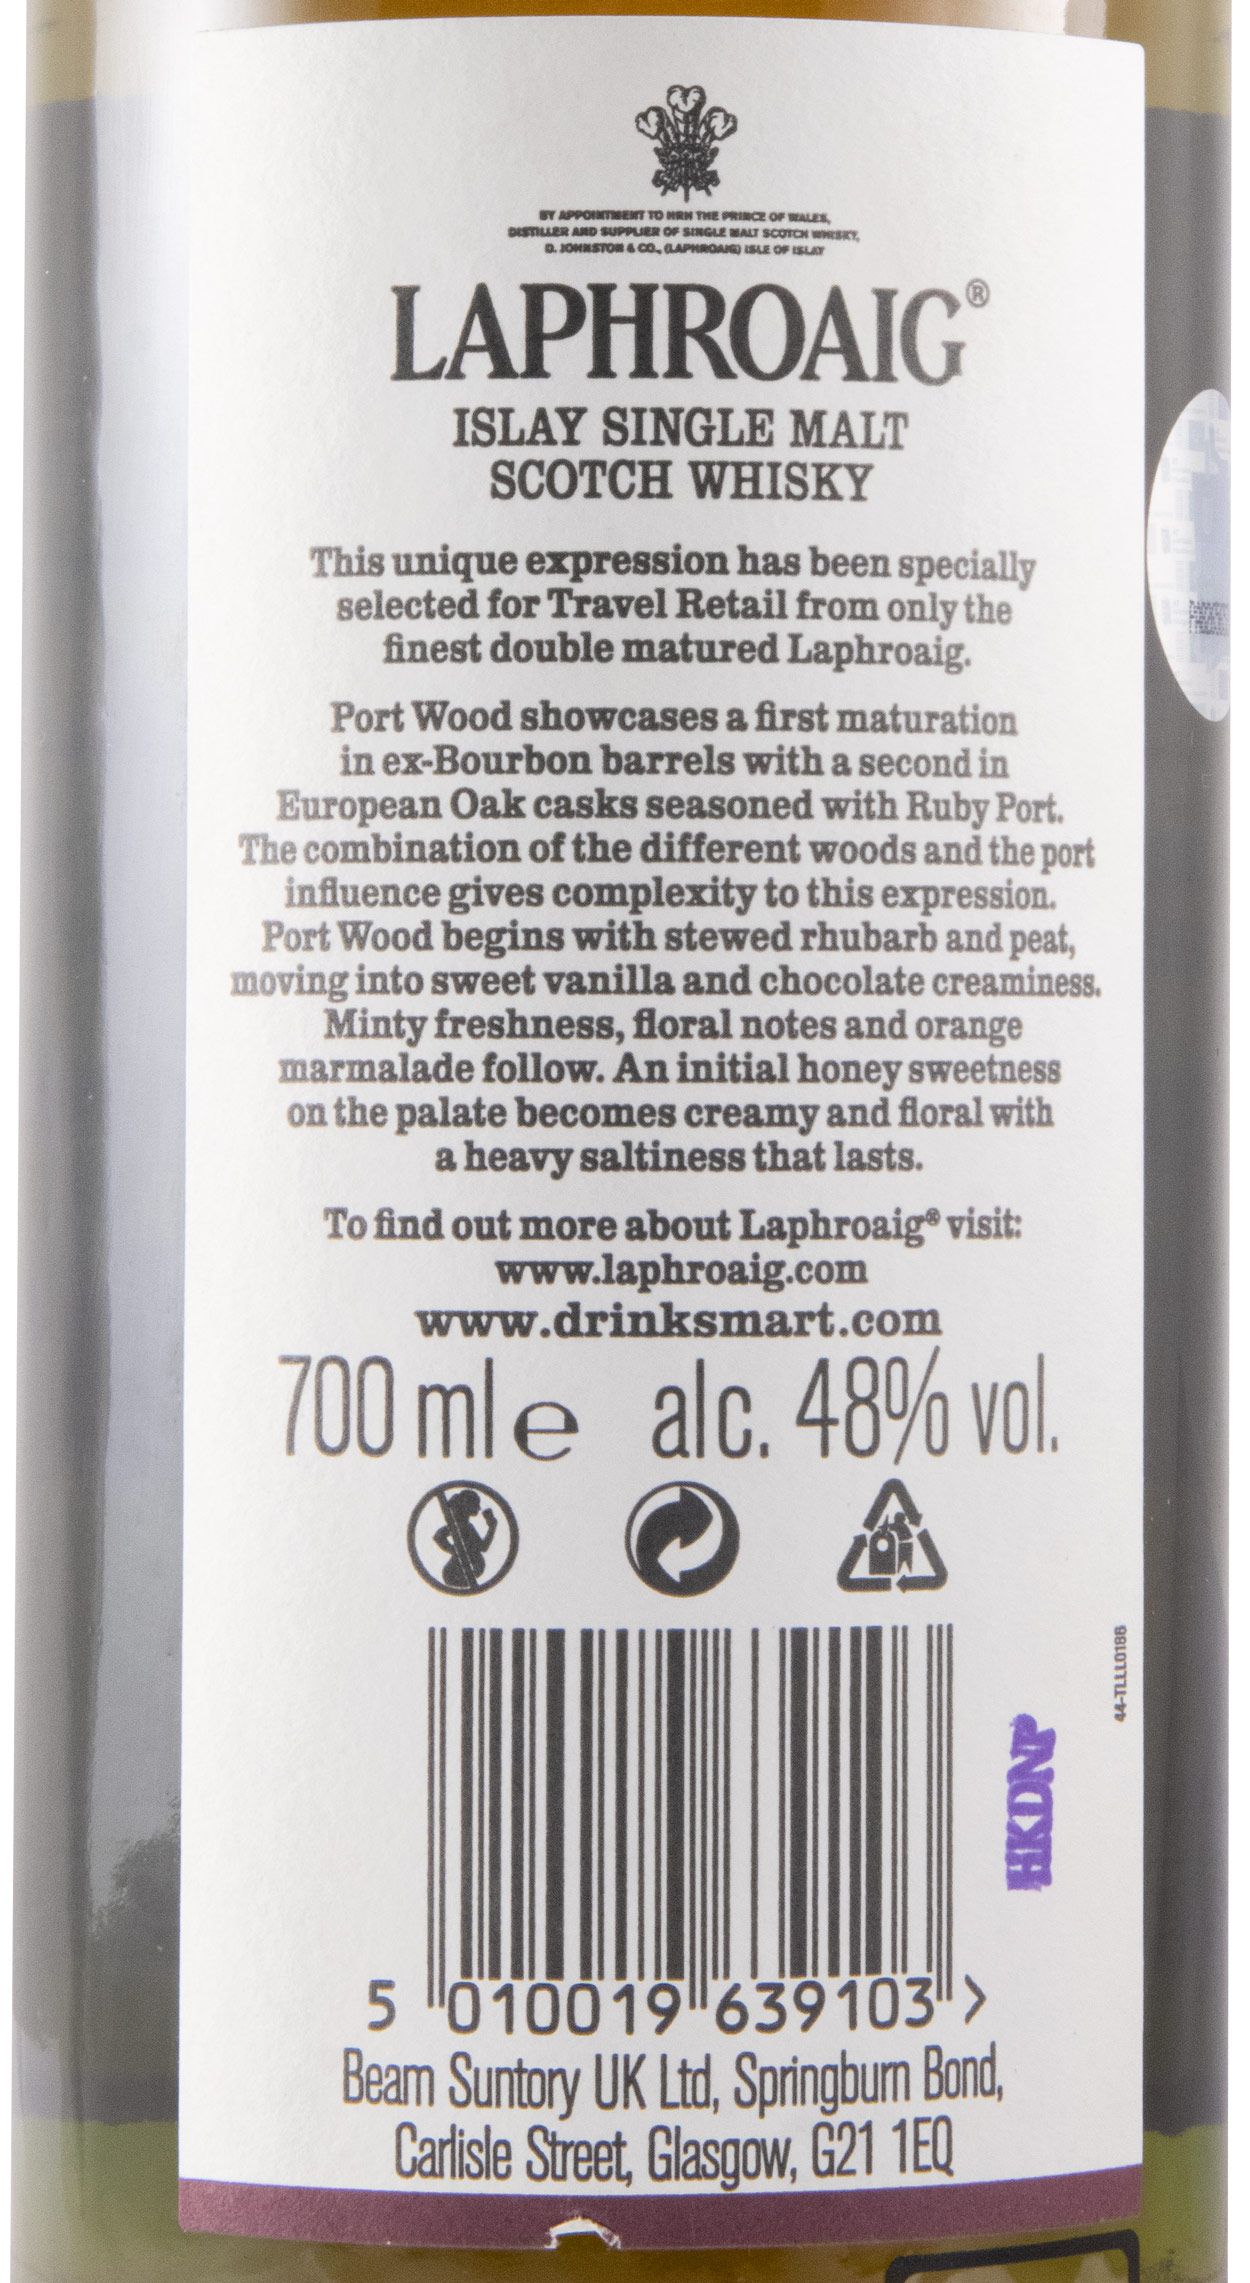 BY APPOINTMENT TO HRH THE PRINCE OF WALES,
DISTILLER AND SUPPLIER OF SINGLE MALT SCOTCH WHISKY,
D. JOHNSTON & CO., (LAPHROAIG) ISLE OF ISLAY
LAPHROAIG®
ISLAY SINGLE MALT
SCOTCH WHISKY
This unique expression has been specially
selected for Travel Retail from only the
finest double matured Laphroaig.
Port Wood showcases a first maturation
in ex-Bourbon barrels with a second in
European Oak casks seasoned with Ruby Port.
The combination of the different woods and the port
influence gives complexity to this expression.
Port Wood begins with stewed rhubarb and peat,
moving into sweet vanilla and chocolate creaminess.
Minty freshness, floral notes and orange
marmalade follow. An initial honey sweetness
on the palate becomes creamy and floral with
a heavy saltiness that lasts.
To find out more about Laphroaig® visit:
www.laphroaig.com
www.drinksmart.com
700 ml e alc. 48% vol.
44-TLLL0186
HKDNP
5 010019 639103 >
Beam Suntory UK Ltd, Springburn Bond,
Carlisle Street, Glasgow, G21 1EQ